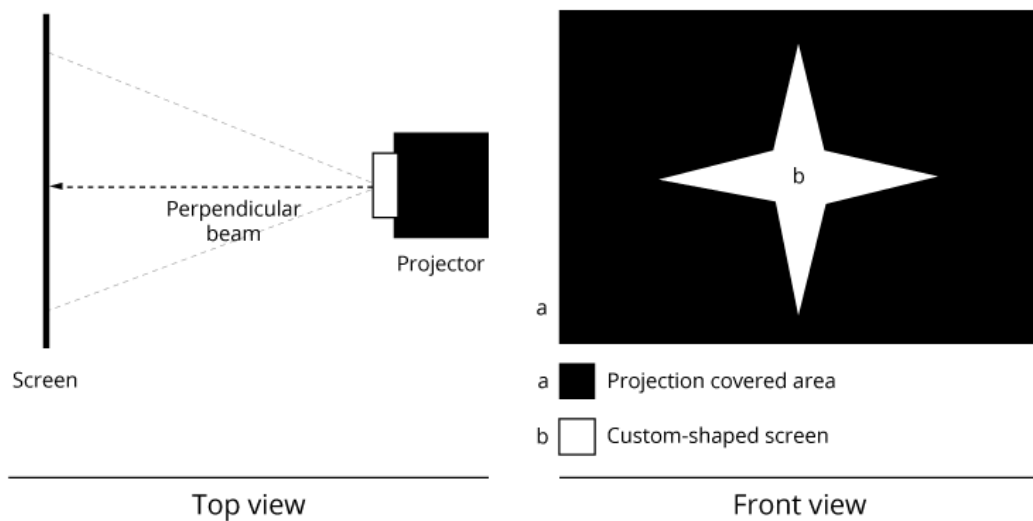 Perpendicular
beam
Projector
Screen
Top view
b
a
a Projection covered area
b Custom-shaped screen
Front view